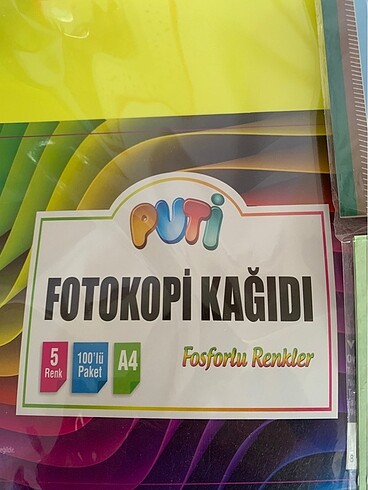 PUTi
FOTOKOPİ KAĞIDI
5
Renk
100'lü
Paket
A4
Fosforlu Renkler